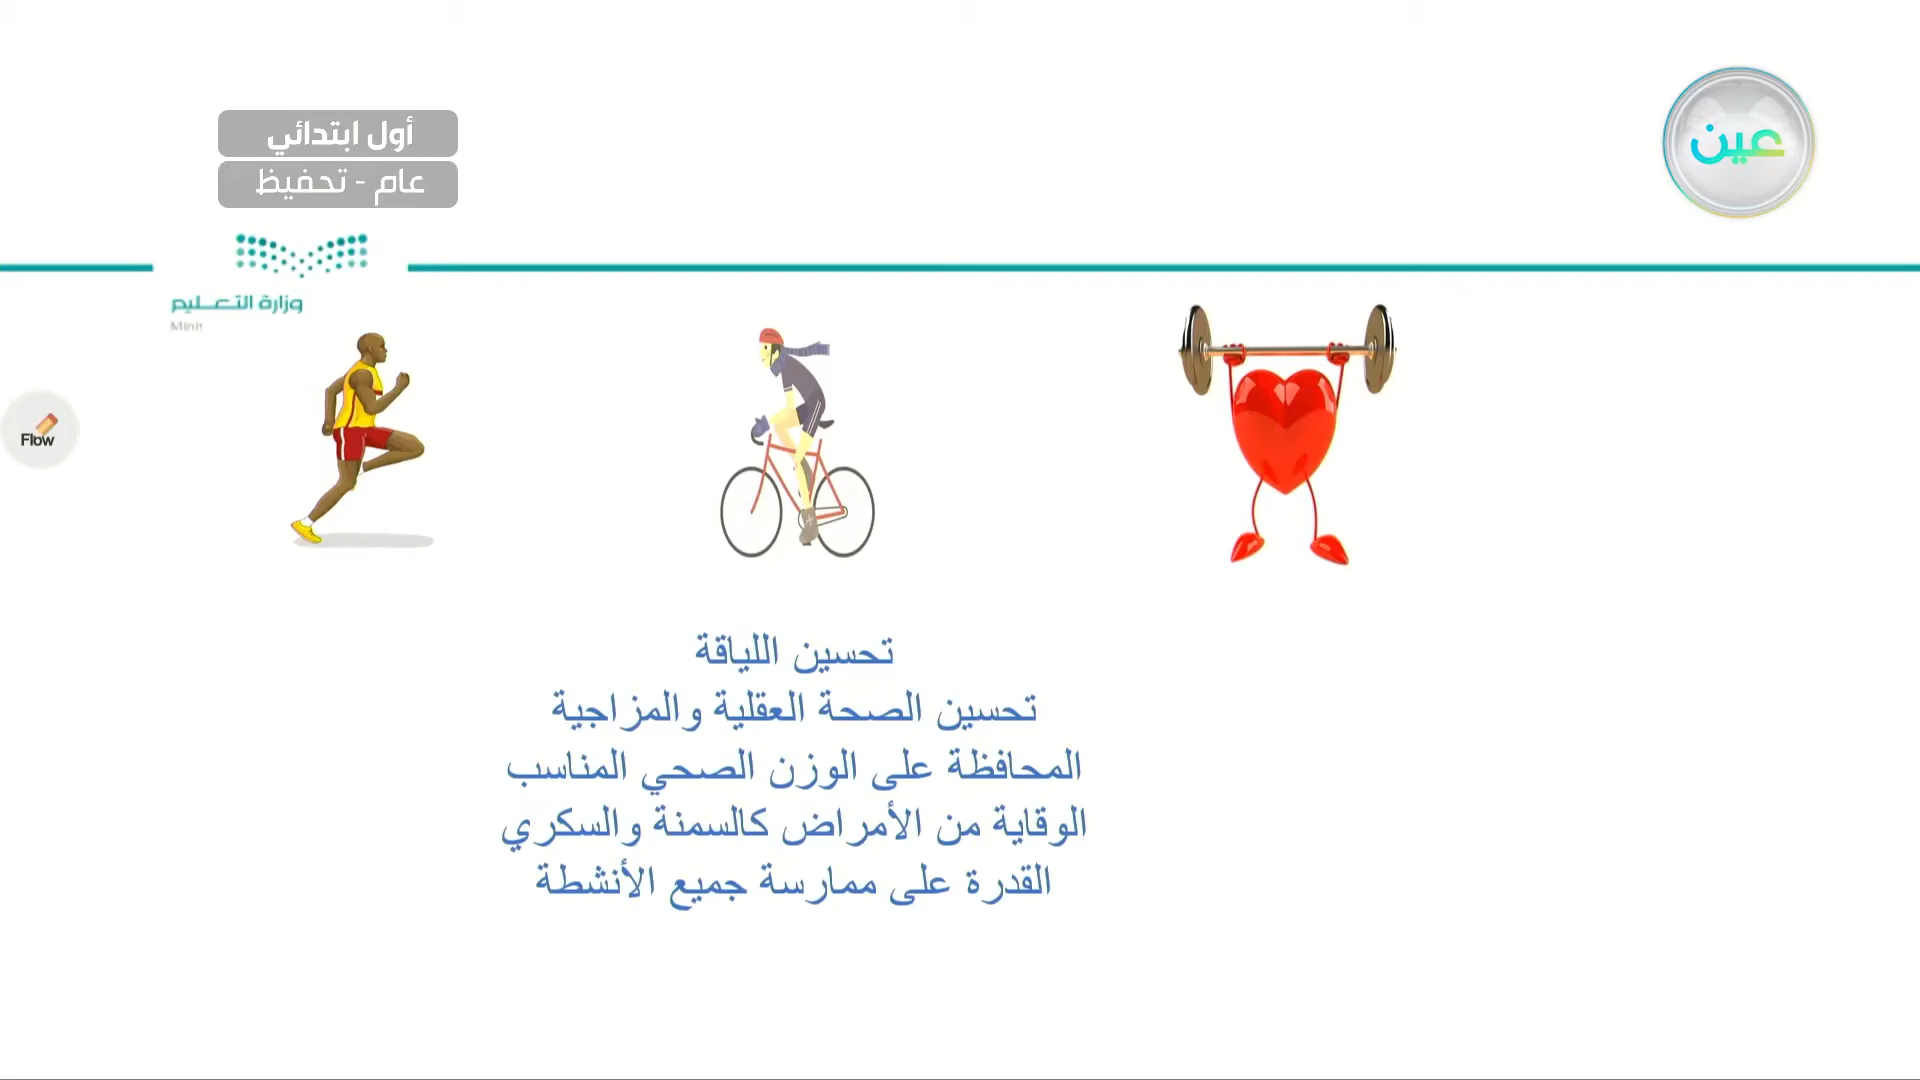 أول ابتدائي
عام - تحفيظ
عين
وزارة التعليم
Minis
Flow
تحسين اللياقة
تحسين الصحة العقلية والمزاجية
المحافظة على الوزن الصحي المناسب
الوقاية من الأمراض كالسمنة والسكري
القدرة على ممارسة جميع الأنشطة